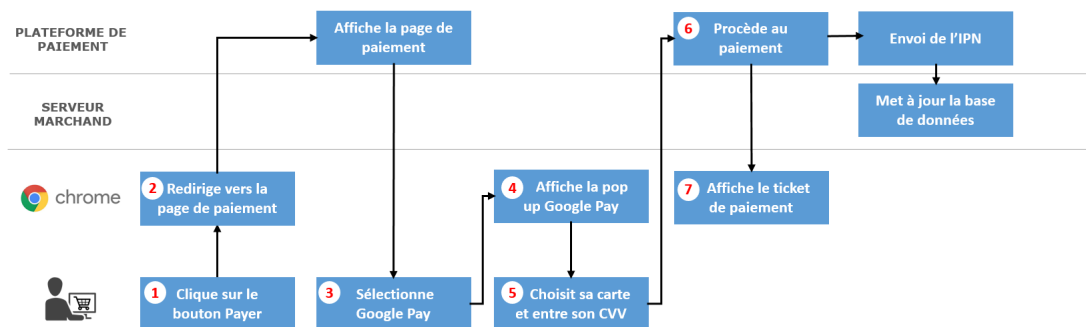 PLATEFORME DE
PAIEMENT
Affiche la page de
paiement
6
Procède au
paiement
Envoi de l'IPN
SERVEUR
MARCHAND
Met à jour la base
de données
chrome
2
Redirige vers la
page de paiement
4
Affiche la pop
up Google Pay
7
Affiche le ticket
de paiement
1
Clique sur le
bouton Payer
3
Sélectionne
Google Pay
5
Choisit sa carte
et entre son CVV